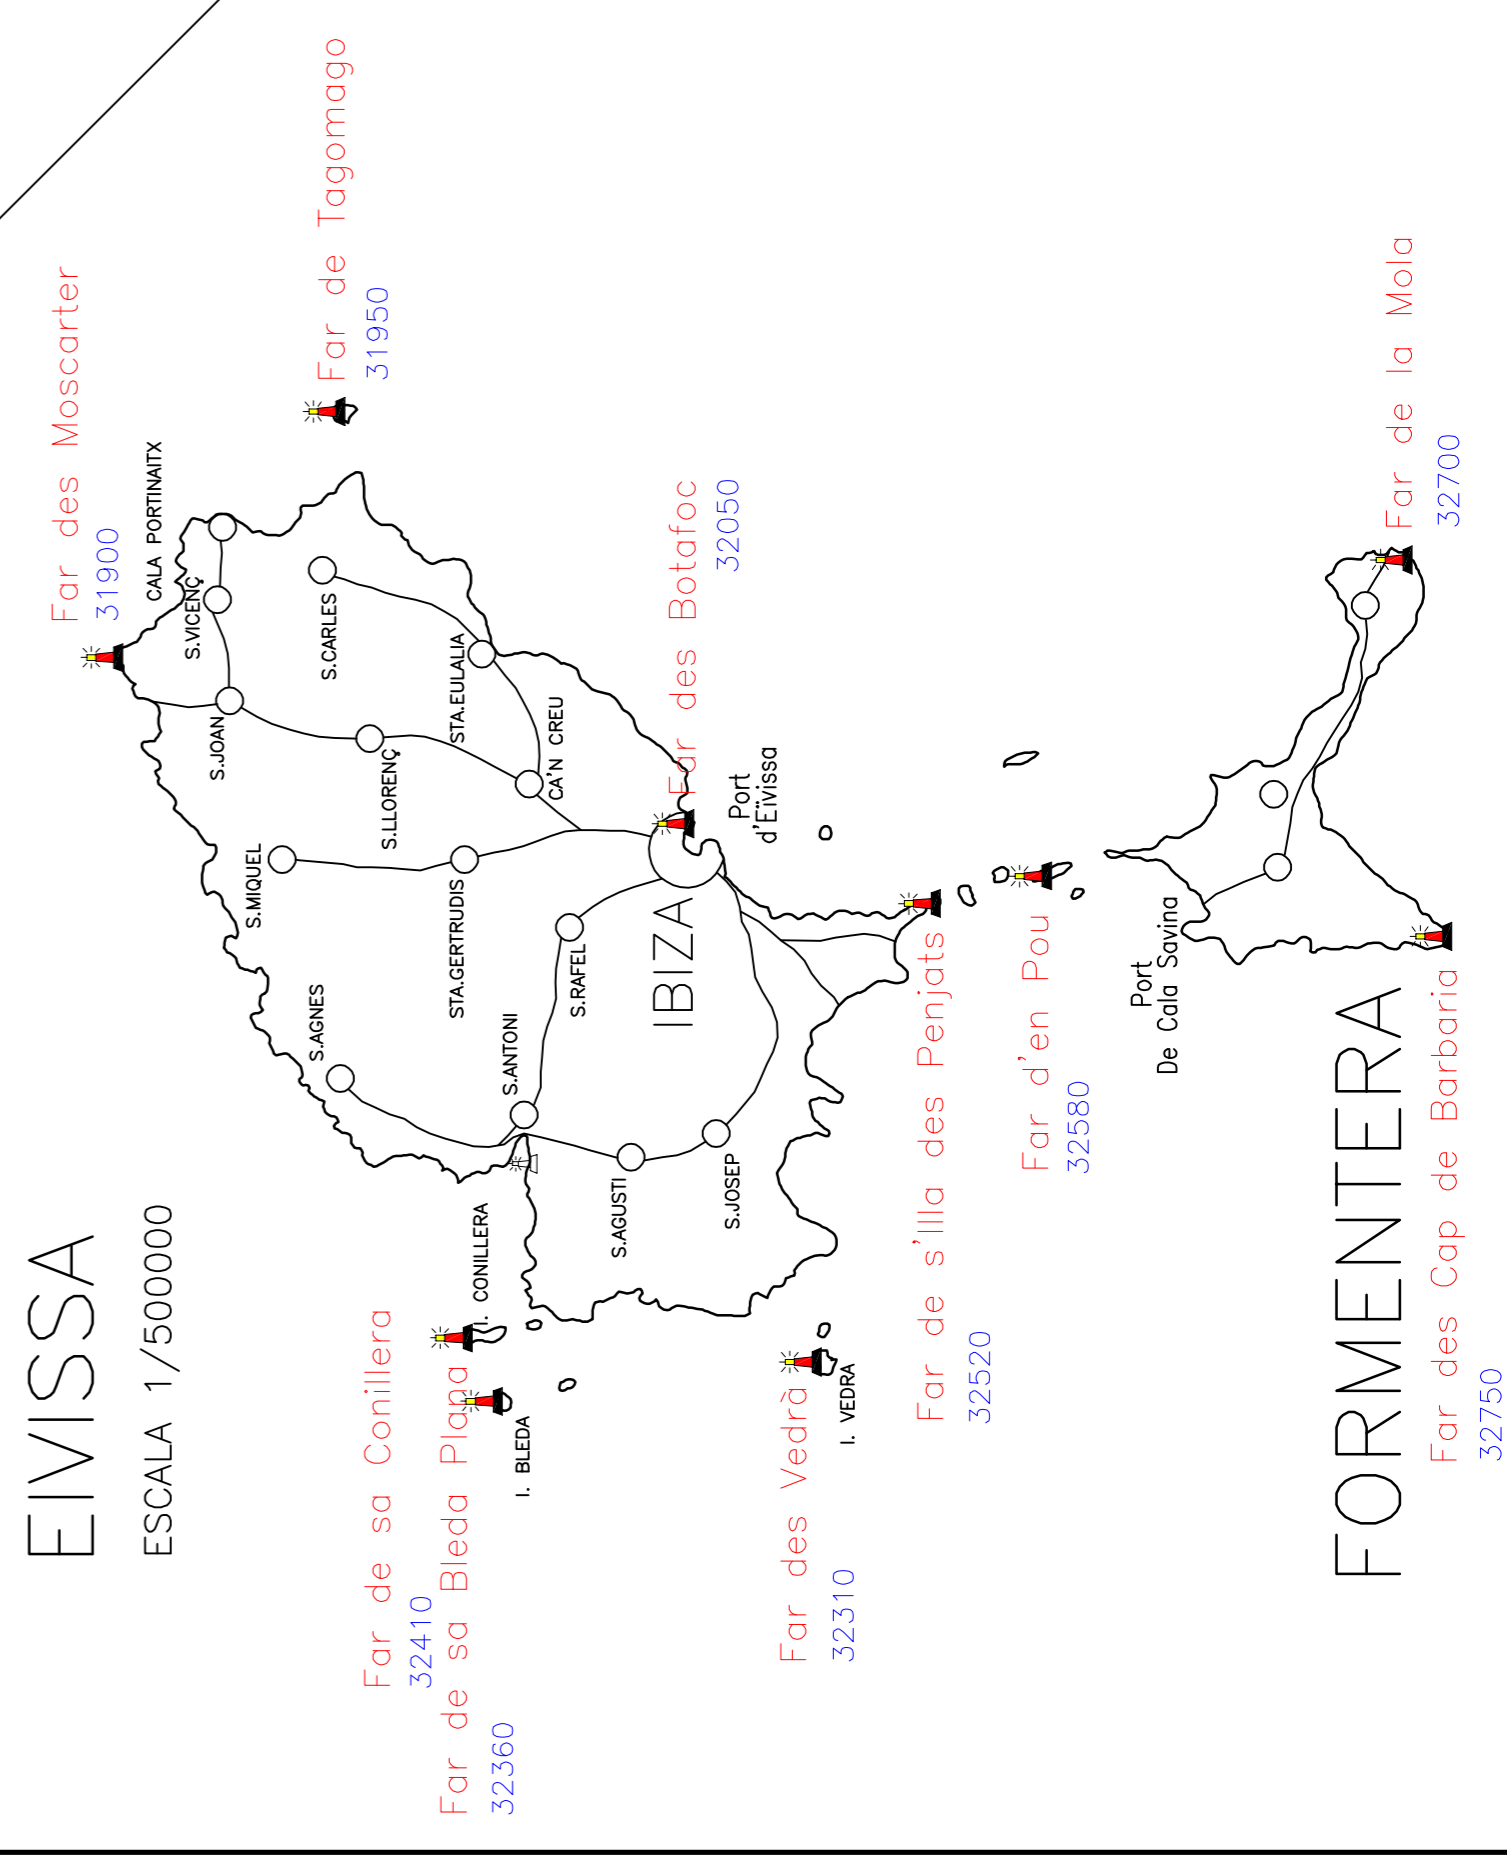 EIVISSA
ESCALA 1/500000
Far des Moscarter
31900
CALA PORTINAITX
S.VICENÇ
Far de Tagomago
31950
S.CARLES
S.JOAN
STA.EULALIA
S.LLORENÇ
CA'N CREU
S.MIQUEL
STA.GERTRUDIS
S.AGNES
S.RAFEL
S.ANTONI
IBIZA
Far des Botafoc
32050
Port
d'Eïvissa
Far de sa Conillera
32410
I. CONILLERA
Far de sa Bleda Plana
32360
I. BLEDA
S.AGUSTI
S.JOSEP
Far des Vedrà
32310
I. VEDRA
Far de s'Illa des Penjats
32520
Far d'en Pou
32580
Port
De Cala Savina
FORMENTERA
Far de la Mola
32700
Far des Cap de Barbaria
32750